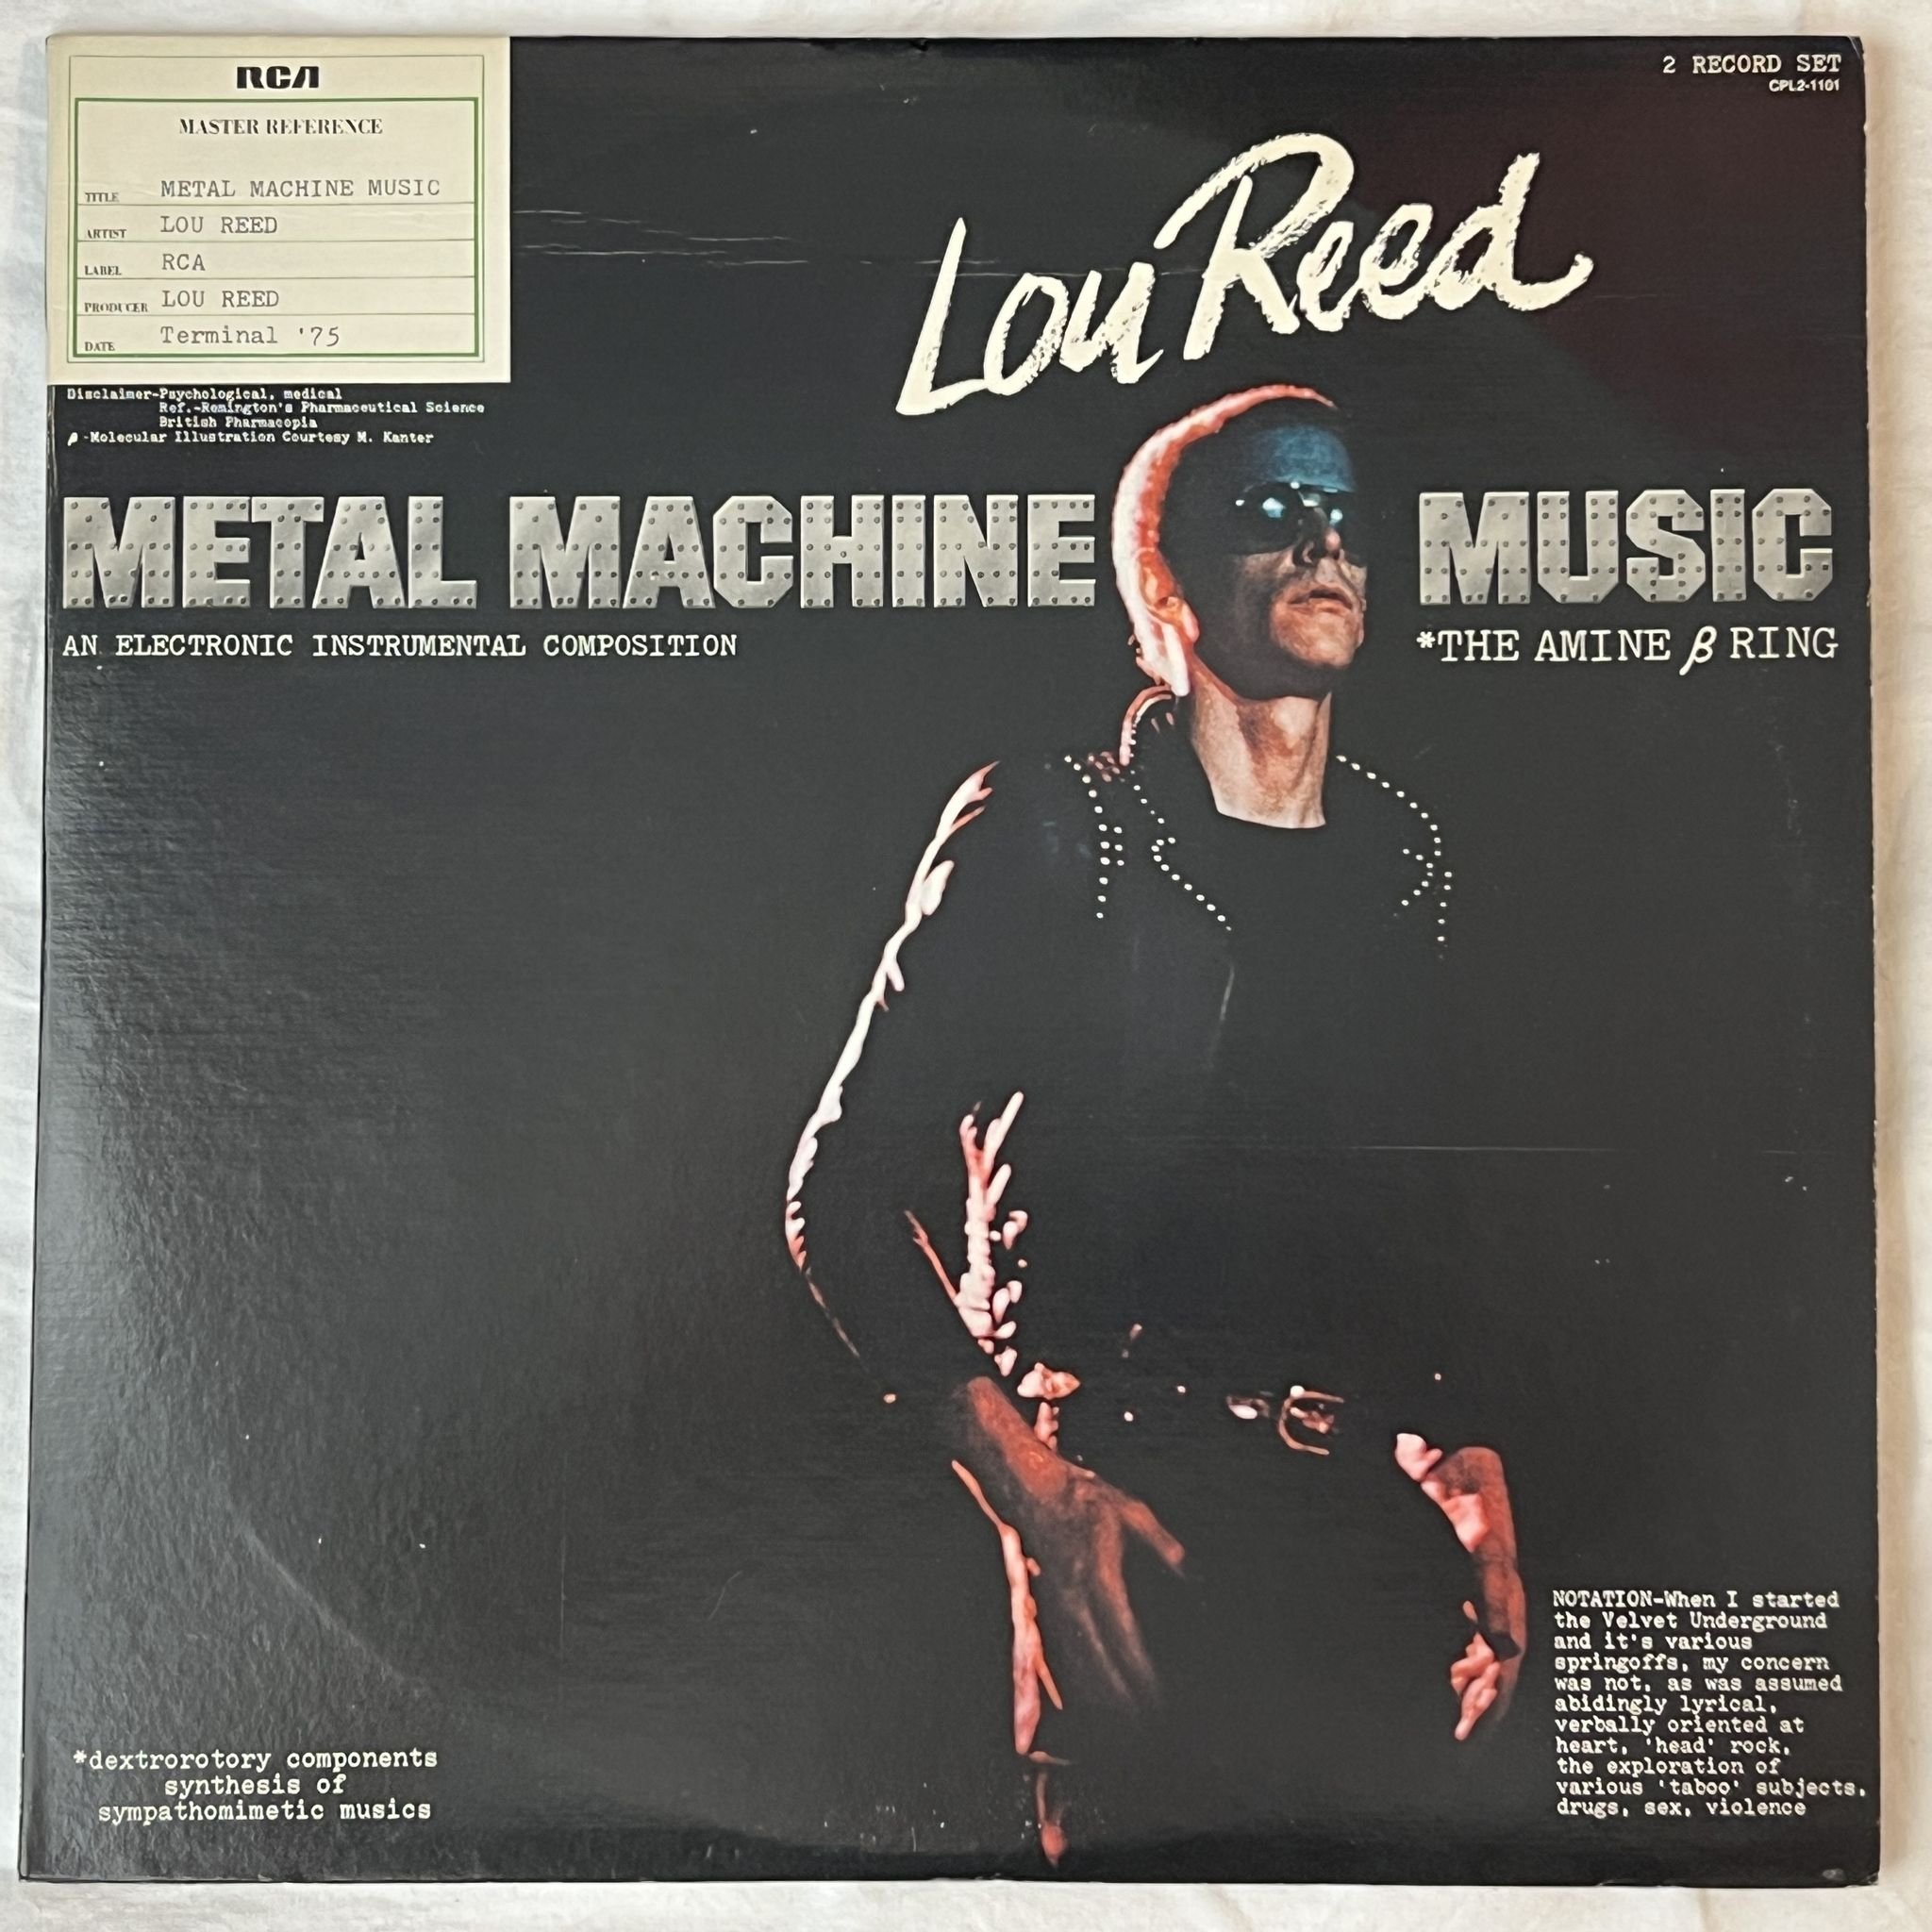 RCA
MASTER REFERENCE
TITLE METAL MACHINE MUSIC
ARTIST LOU REED
LABEL RCA
PRODUCER LOU REED
DATE Terminal '75
Disclaimer-Psychological, medical
Ref.-Remington's Pharmaceutical Science
British Pharmacopia
β-Molecular Illustration Courtesy M. Kanter
2 RECORD SET
CPL2-1101
Lou Reed
METAL MACHINE MUSIC
AN ELECTRONIC INSTRUMENTAL COMPOSITION
*THE AMINE β RING
*dextrorotory components
synthesis of
sympathomimetic musics
NOTATION-When I started
the Velvet Underground
and it's various
springoffs, my concern
was not, as was assumed
abidingly lyrical,
verbally oriented at
heart, 'head' rock,
the exploration of
various 'taboo' subjects,
drugs, sex, violence